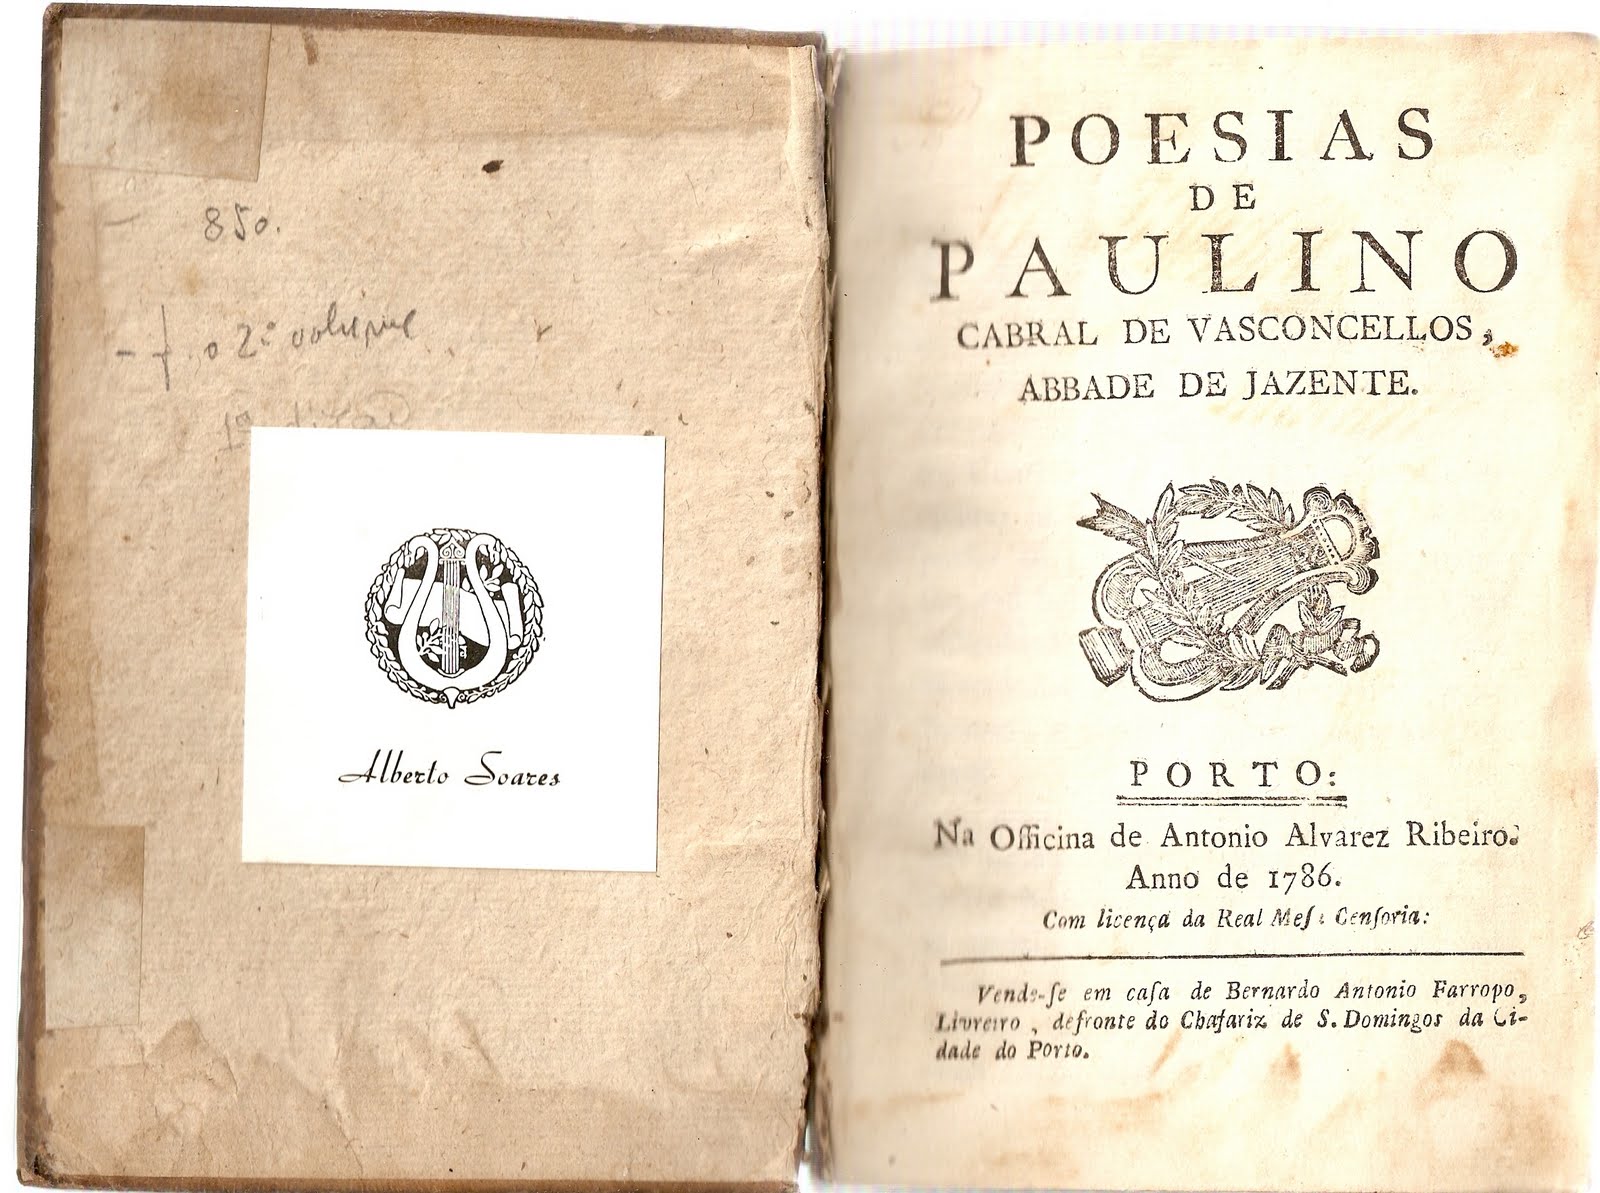 850.
- f. o 2º volume
1ª edição
Alberto Soares
POESIAS
DE
PAULINO
CABRAL DE VASCONCELLOS,
ABBADE DE JAZENTE.
PORTO:
Na Officina de Antonio Alvarez Ribeiro.
Anno de 1786.
Com licença da Real Meſa Cenſoria:
Vende-ſe em caſa de Bernardo Antonio Farropo,
Livreiro, defronte do Chafariz de S. Domingos da Ci-
dade do Porto.